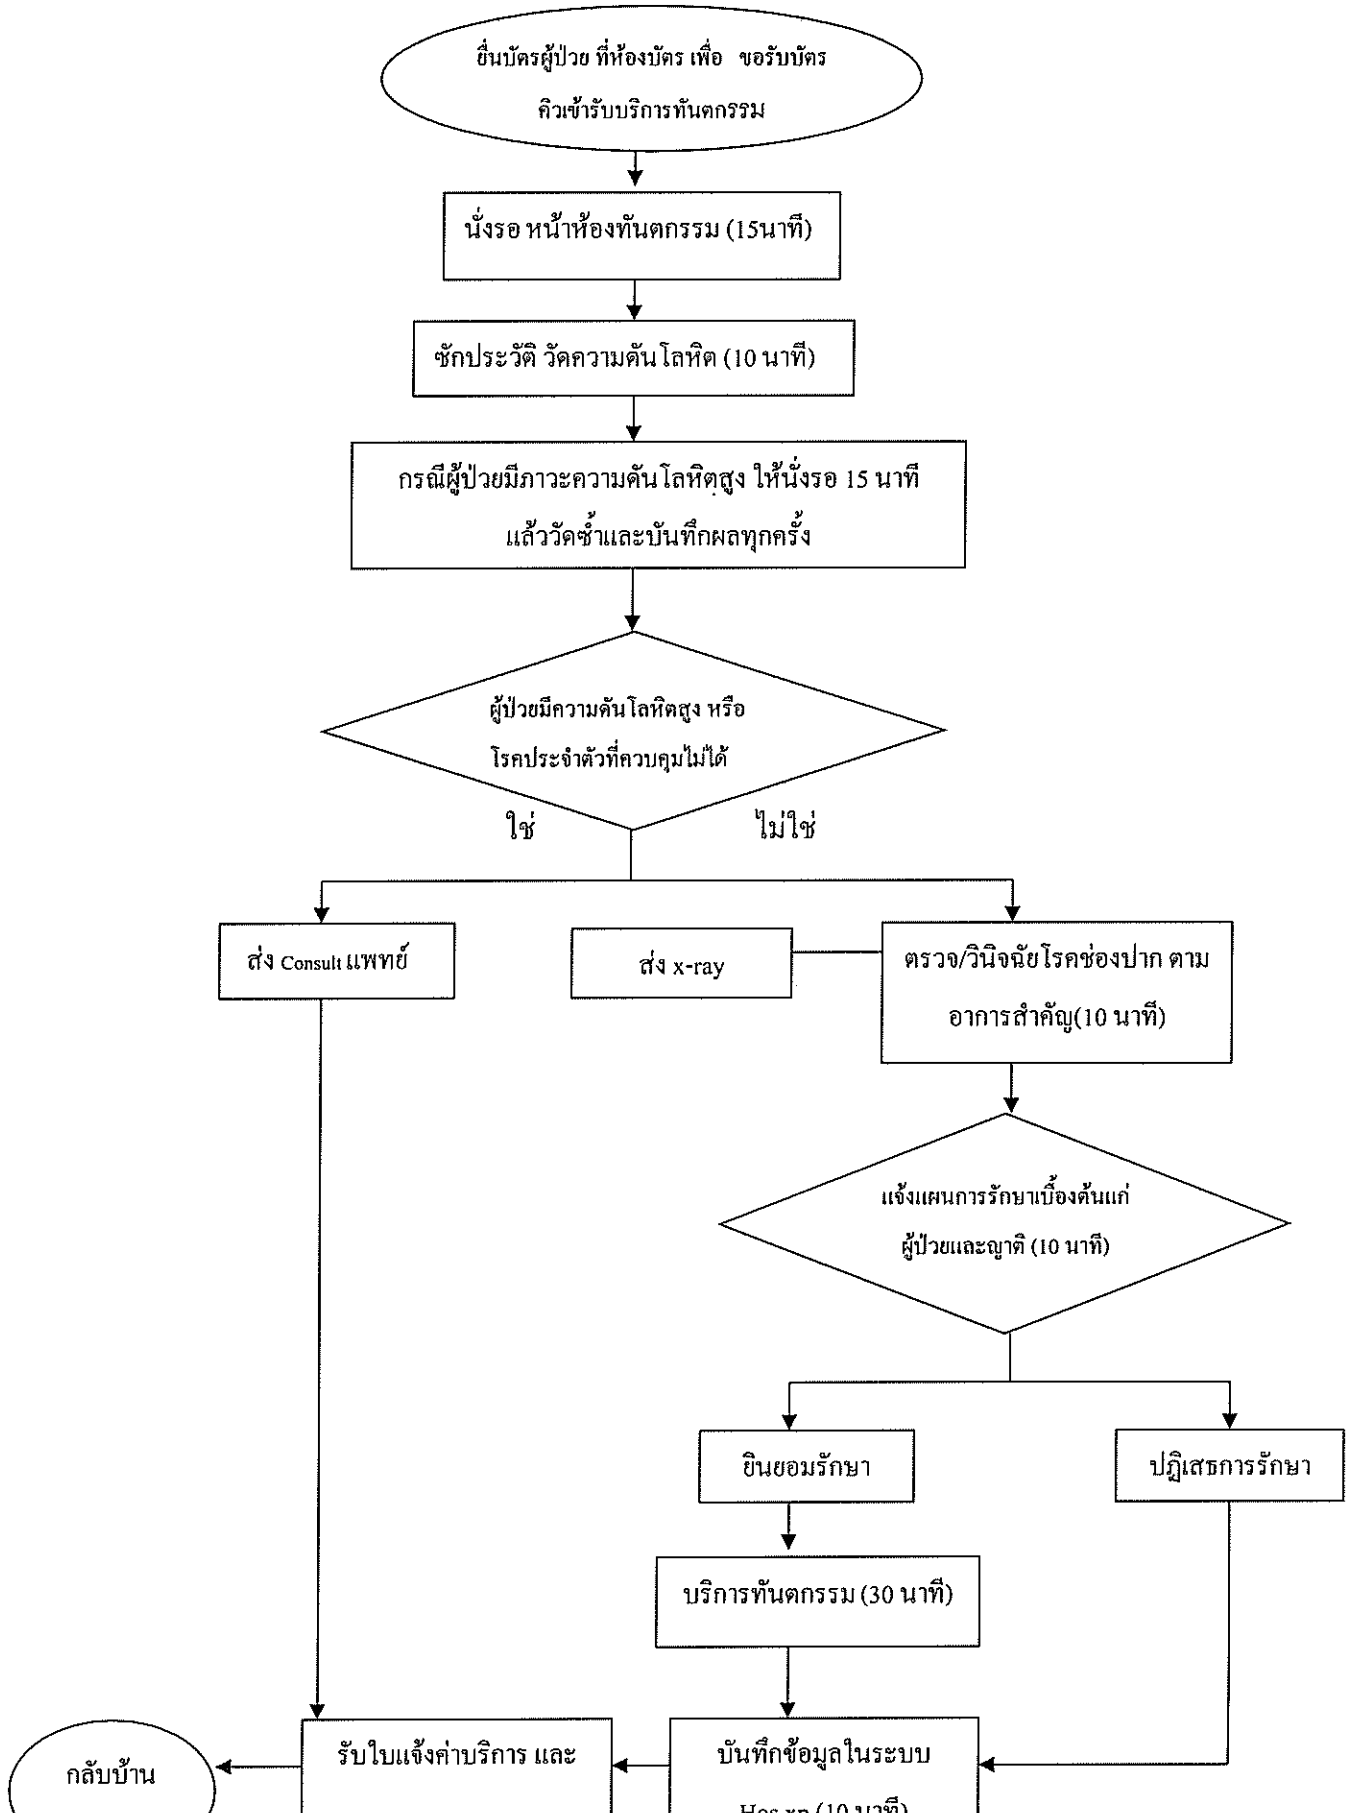 ยื่นบัตรผู้ป่วย ที่ห้องบัตร เพื่อ ขอรับบัตร
คิวเข้ารับบริการทันตกรรม
นั่งรอ หน้าห้องทันตกรรม (15นาที)
ซักประวัติ วัดความดันโลหิต (10 นาที)
กรณีผู้ป่วยมีภาวะความดันโลหิตสูง ให้นั่งรอ 15 นาที
แล้ววัดซ้ำและบันทึกผลทุกครั้ง
ผู้ป่วยมีความดันโลหิตสูง หรือ
โรคประจำตัวที่ควบคุมไม่ได้
ใช่ ไม่ใช่
ส่ง Consult แพทย์
ส่ง x-ray
ตรวจ/วินิจฉัยโรคช่องปาก ตาม
อาการสำคัญ(10 นาที)
แจ้งแผนการรักษาเบื้องต้นแก่
ผู้ป่วยและญาติ (10 นาที)
ยินยอมรักษา
ปฏิเสธการรักษา
บริการทันตกรรม (30 นาที)
กลับบ้าน
รับใบแจ้งค่าบริการ และ
บันทึกข้อมูลในระบบ
Hos xp (10 นาที)